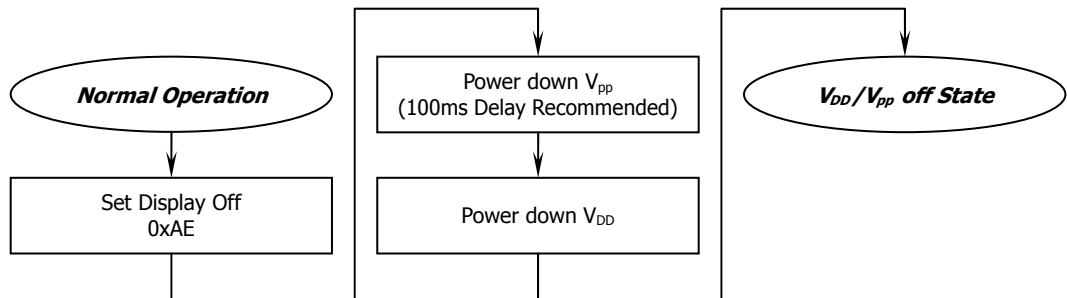 Normal Operation
Set Display Off
0xAE
Power down Vpp
(100ms Delay Recommended)
Power down VDD
VDD/Vpp off State